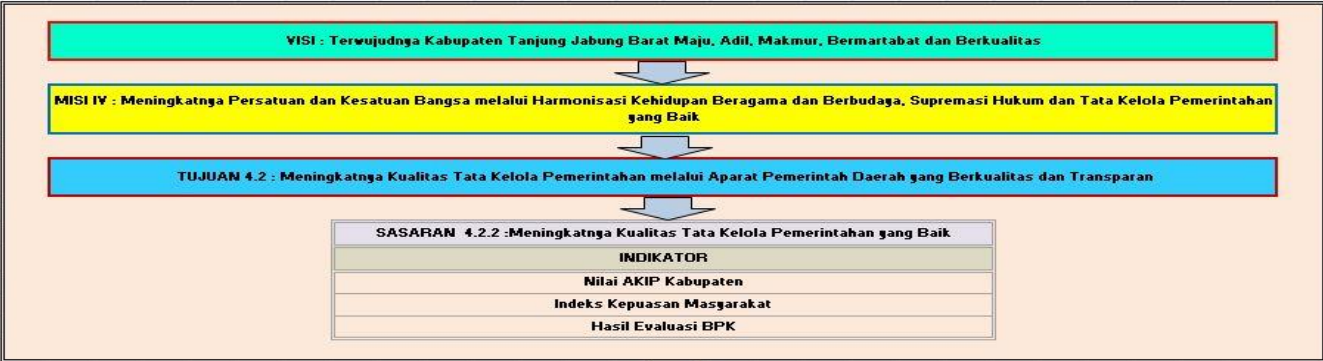 VISI : Terwujudnya Kabupaten Tanjung Jabung Barat Maju, Adil, Makmur, Bermartabat dan Berkualitas
MISI IV : Meningkatnya Persatuan dan Kesatuan Bangsa melalui Harmonisasi Kehidupan Beragama dan Berbudaya, Supremasi Hukum dan Tata Kelola Pemerintahan
yang Baik
TUJUAN 4.2 : Meningkatnya Kualitas Tata Kelola Pemerintahan melalui Aparat Pemerintah Daerah yang Berkualitas dan Transparan
SASARAN 4.2.2 :Meningkatnya Kualitas Tata Kelola Pemerintahan yang Baik
INDIKATOR
Nilai AKIP Kabupaten
Indeks Kepuasan Masyarakat
Hasil Evaluasi BPK